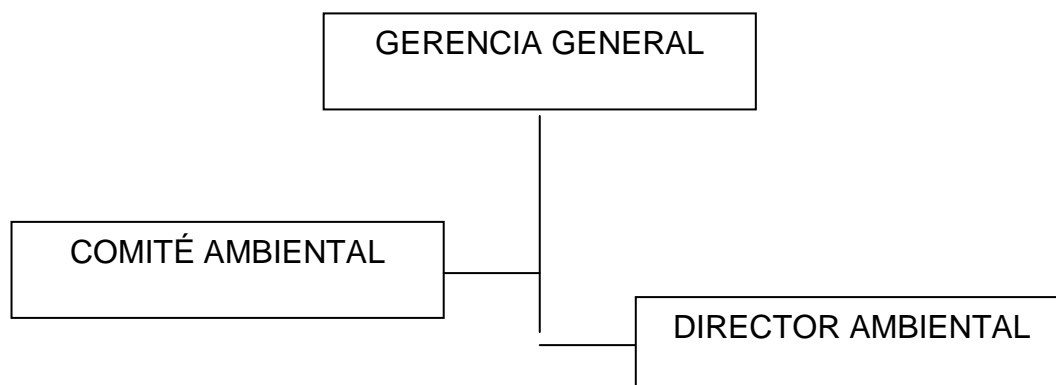 GERENCIA GENERAL
COMITÉ AMBIENTAL
DIRECTOR AMBIENTAL